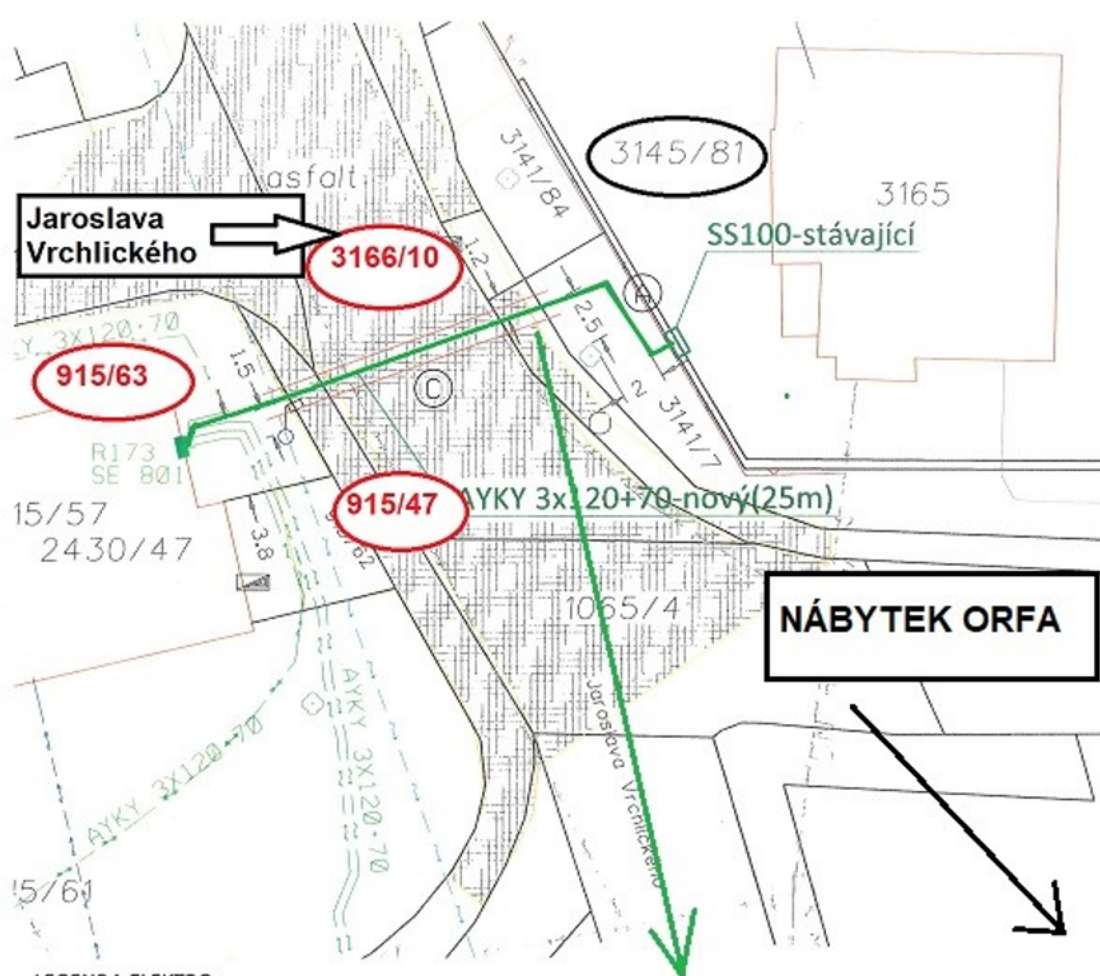 asfalt
3141/84
3145/81
3165
Jaroslava
Vrchlického
3166/10
1.2
SS100-stávající
2.5
3X120·70
915/63
1.5
C
2
3141/7
R173
SE 801
915/47
AYKY 3x120+70-nový(25m)
15/57
2430/47
3.8
1065/4
NÁBYTEK ORFA
Jaroslava Vrchlického
AYKY 3X120·70
AYKY 3X120·70
15/61